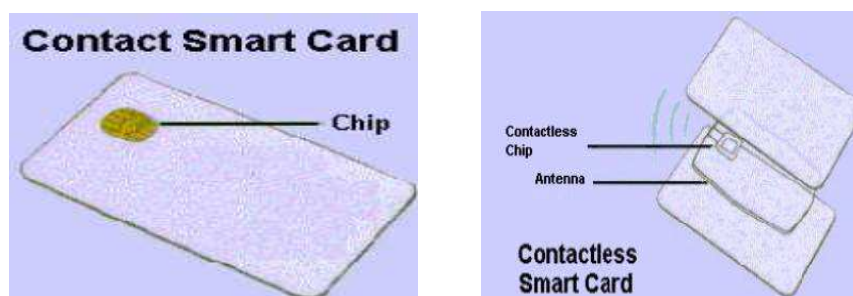 Contact Smart Card
Chip
Contactless
Chip
Antenna
Contactless
Smart Card